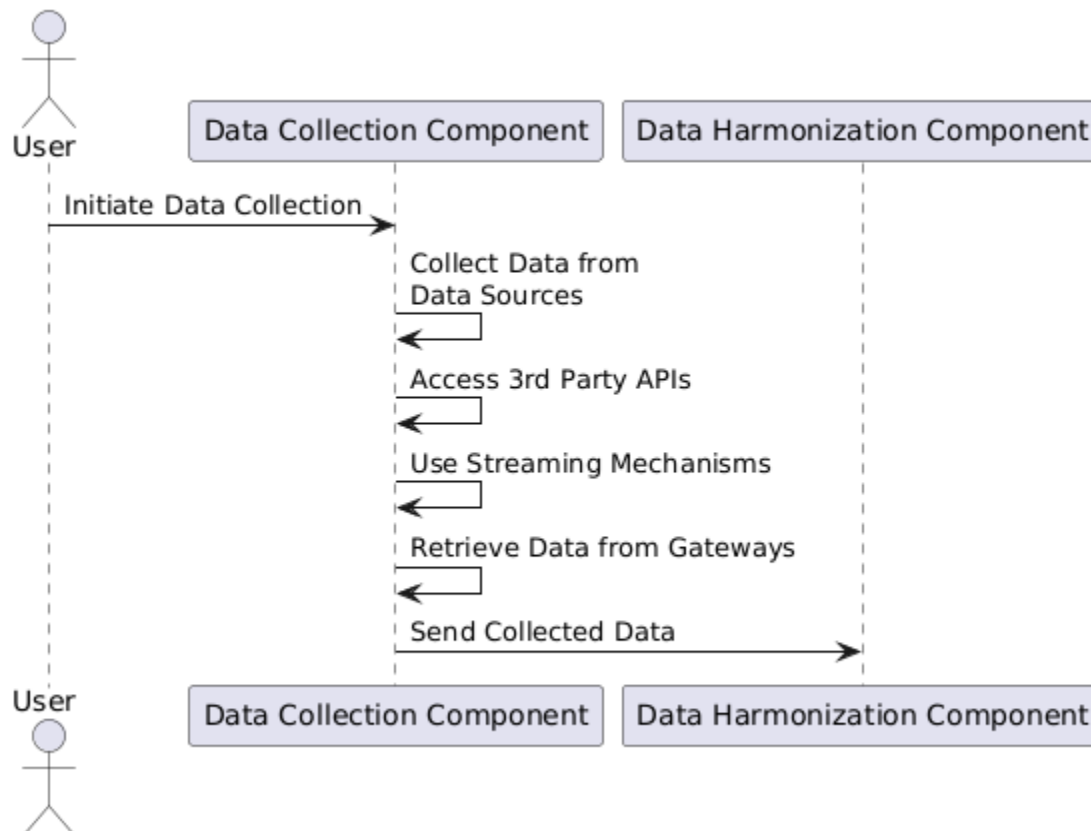 User
Data Collection Component
Data Harmonization Component
Initiate Data Collection
Collect Data from
Data Sources
Access 3rd Party APIs
Use Streaming Mechanisms
Retrieve Data from Gateways
Send Collected Data
User
Data Collection Component
Data Harmonization Component